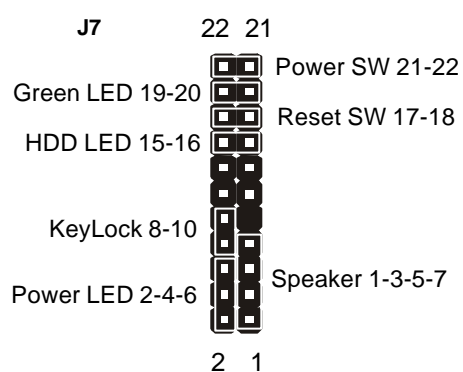 J7
22 21
Power SW 21-22
Green LED 19-20
Reset SW 17-18
HDD LED 15-16
KeyLock 8-10
Speaker 1-3-5-7
Power LED 2-4-6
2 1